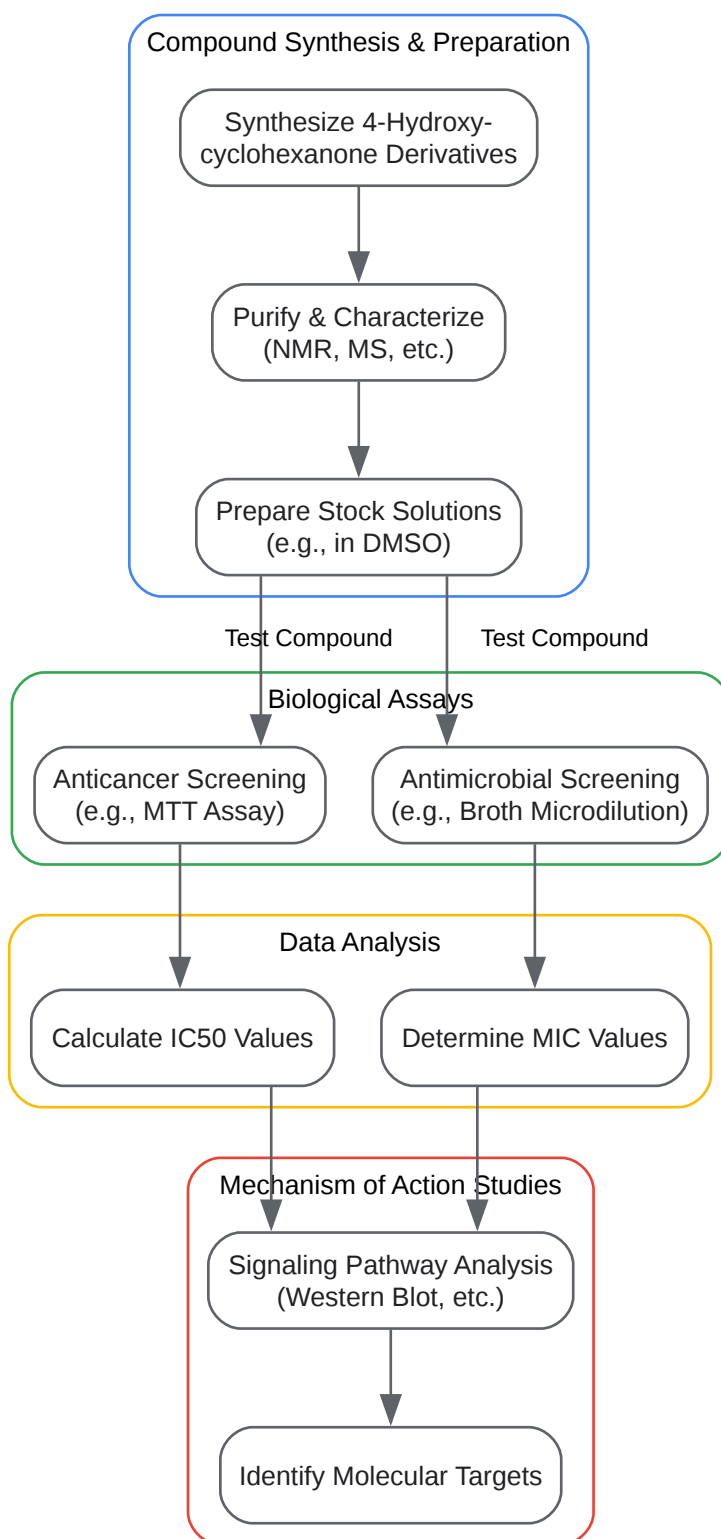 Compound Synthesis & Preparation
Synthesize 4-Hydroxy-
cyclohexanone Derivatives
Purify & Characterize
(NMR, MS, etc.)
Prepare Stock Solutions
(e.g., in DMSO)
Test Compound
Test Compound
Biological Assays
Anticancer Screening
(e.g., MTT Assay)
Antimicrobial Screening
(e.g., Broth Microdilution)
Data Analysis
Calculate IC50 Values
Determine MIC Values
Mechanism of Action Studies
Signaling Pathway Analysis
(Western Blot, etc.)
Identify Molecular Targets